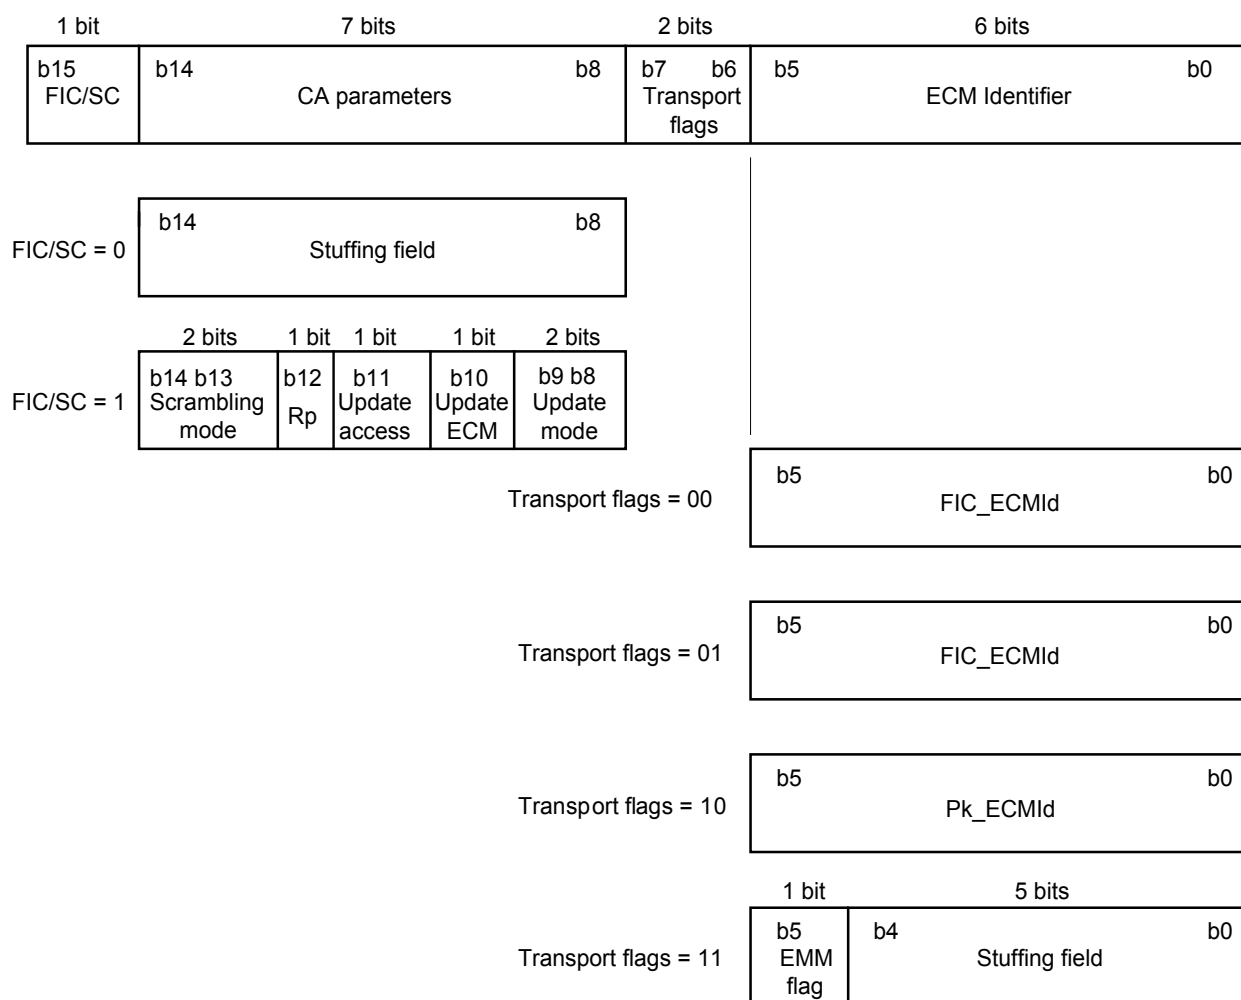 1 bit 7 bits 2 bits 6 bits
b15 b14 b8 b7 b6 b5 b0
FIC/SC CA parameters Transport flags ECM Identifier
b14 b8
FIC/SC = 0 Stuffing field
2 bits 1 bit 1 bit 1 bit 2 bits
b14 b13 b12 b11 b10 b9 b8
FIC/SC = 1 Scrambling mode Rp Update access Update ECM Update mode
b5 b0
Transport flags = 00 FIC_ECMId
b5 b0
Transport flags = 01 FIC_ECMId
b5 b0
Transport flags = 10 Pk_ECMId
1 bit 5 bits
b5 b4 b0
Transport flags = 11 EMM flag Stuffing field